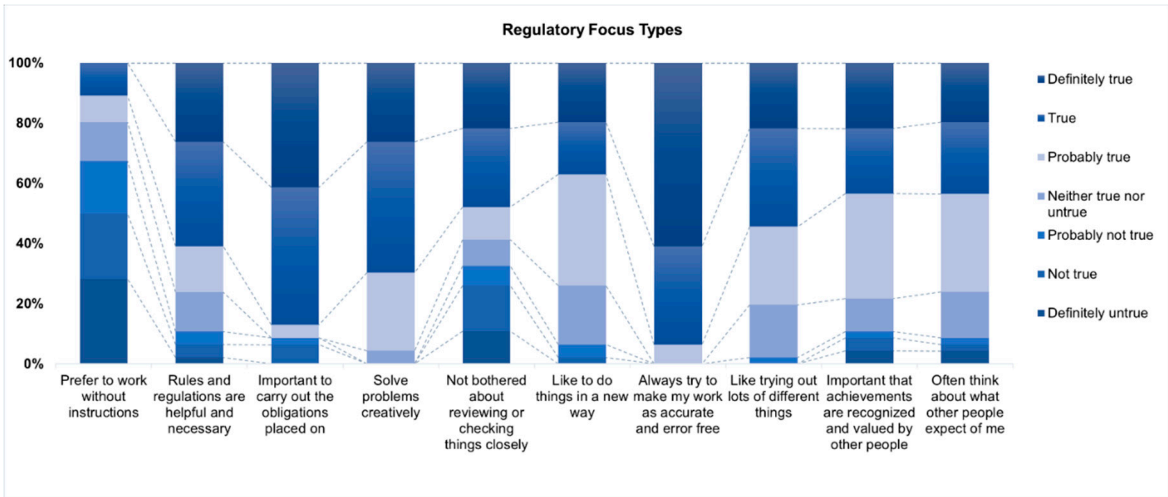 Regulatory Focus Types
100%
80%
60%
40%
20%
0%
Definitely true
True
Probably true
Neither true nor
untrue
Probably not true
Not true
Definitely untrue
Prefer to work
without
instructions
Rules and
regulations are
helpful and
necessary
Important to
carry out the
obligations
placed on
Solve
problems
creatively
Not bothered
about
reviewing or
checking
things closely
Like to do
things in a new
way
Always try to
make my work
as accurate
and error free
Like trying out
lots of different
things
Important that
achievements
are recognized
and valued by
other people
Often think
about what
other people
expect of me